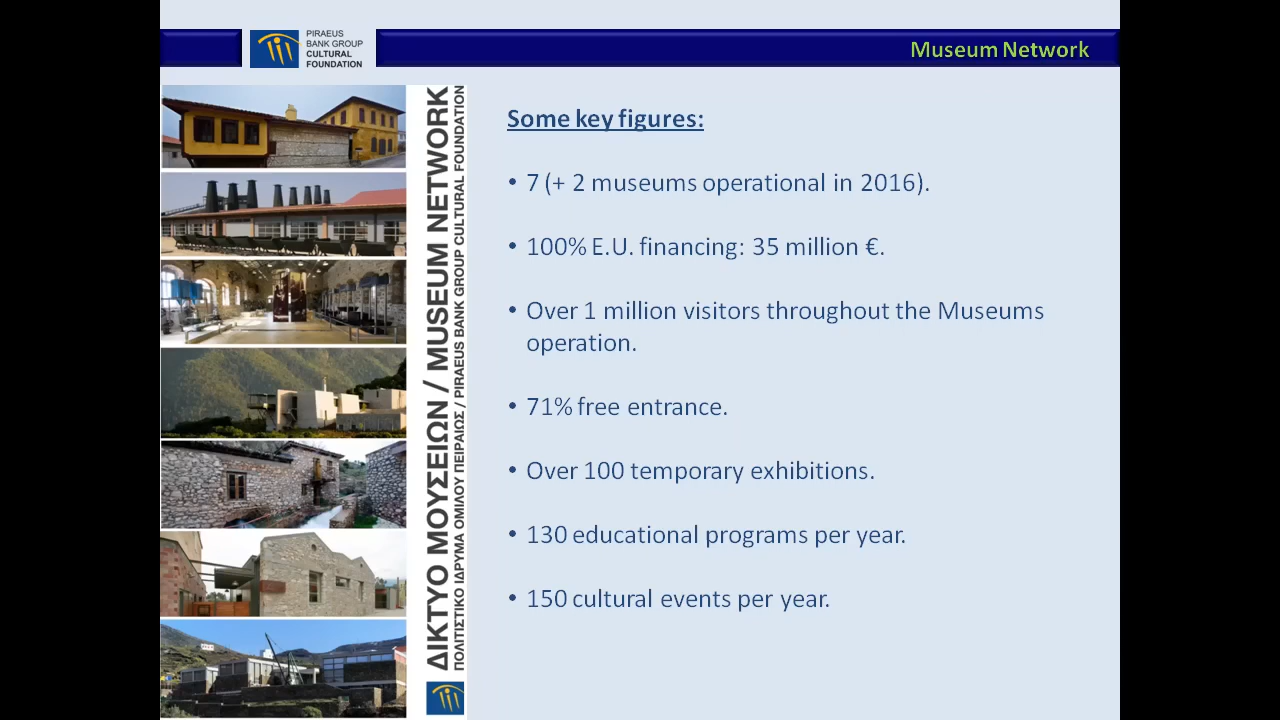 PIRAEUS
BANK GROUP
CULTURAL
FOUNDATION
Museum Network
ΔΙΚΤΥΟ ΜΟΥΣΕΙΩΝ / MUSEUM NETWORK
ΠΟΛΙΤΙΣΤΙΚΟ ΙΔΡΥΜΑ ΟΜΙΛΟΥ ΠΕΙΡΑΙΩΣ / PIRAEUS BANK GROUP CULTURAL FOUNDATION
Some key figures:
• 7 (+ 2 museums operational in 2016).
• 100% E.U. financing: 35 million €.
• Over 1 million visitors throughout the Museums
operation.
• 71% free entrance.
• Over 100 temporary exhibitions.
• 130 educational programs per year.
• 150 cultural events per year.